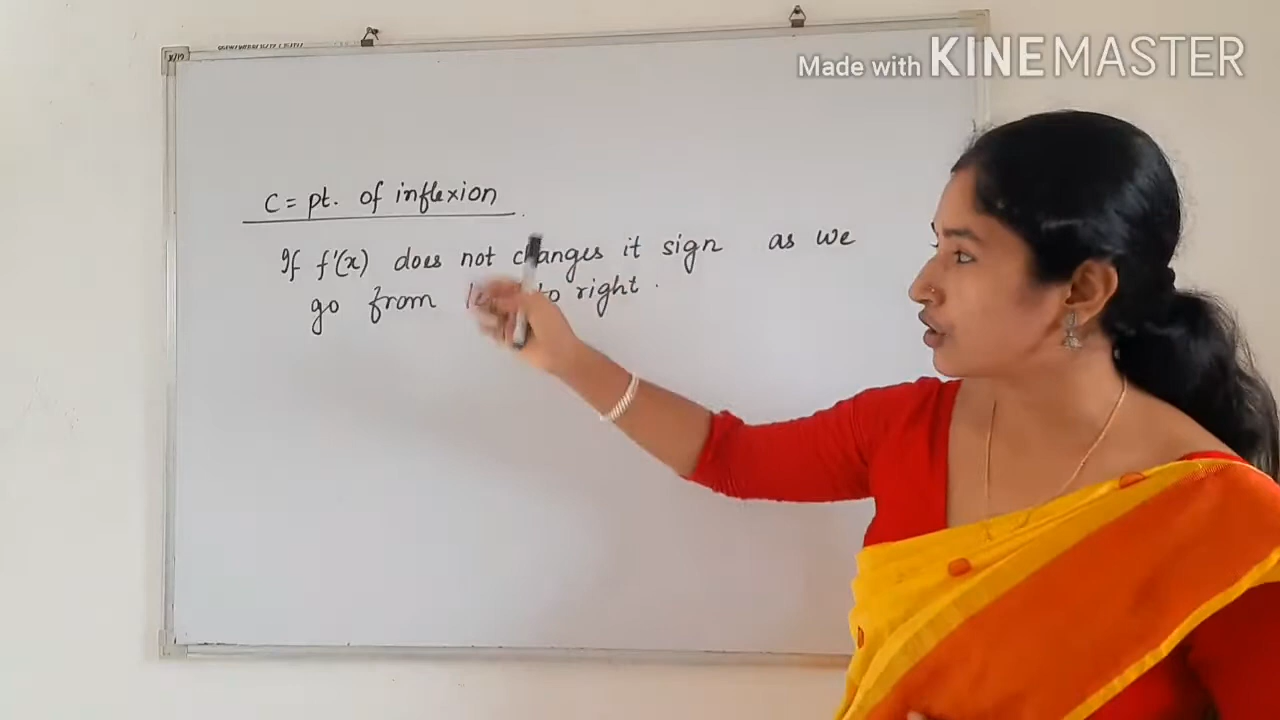 Made with KINEMASTER
C = pt. of inflexion
If f'(x) does not changes it sign as we
go from to right.